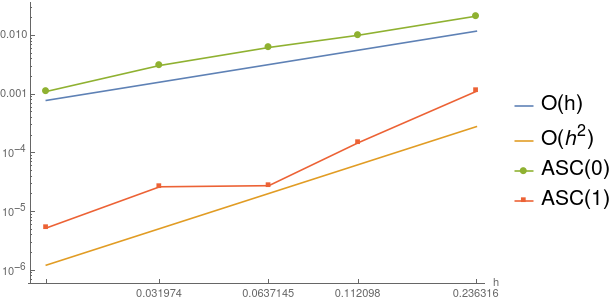 0.010
0.001
10⁻⁴
10⁻⁵
10⁻⁶
0.031974 0.0637145 0.112098 0.236316 h
O(h)
O(h²)
ASC(0)
ASC(1)